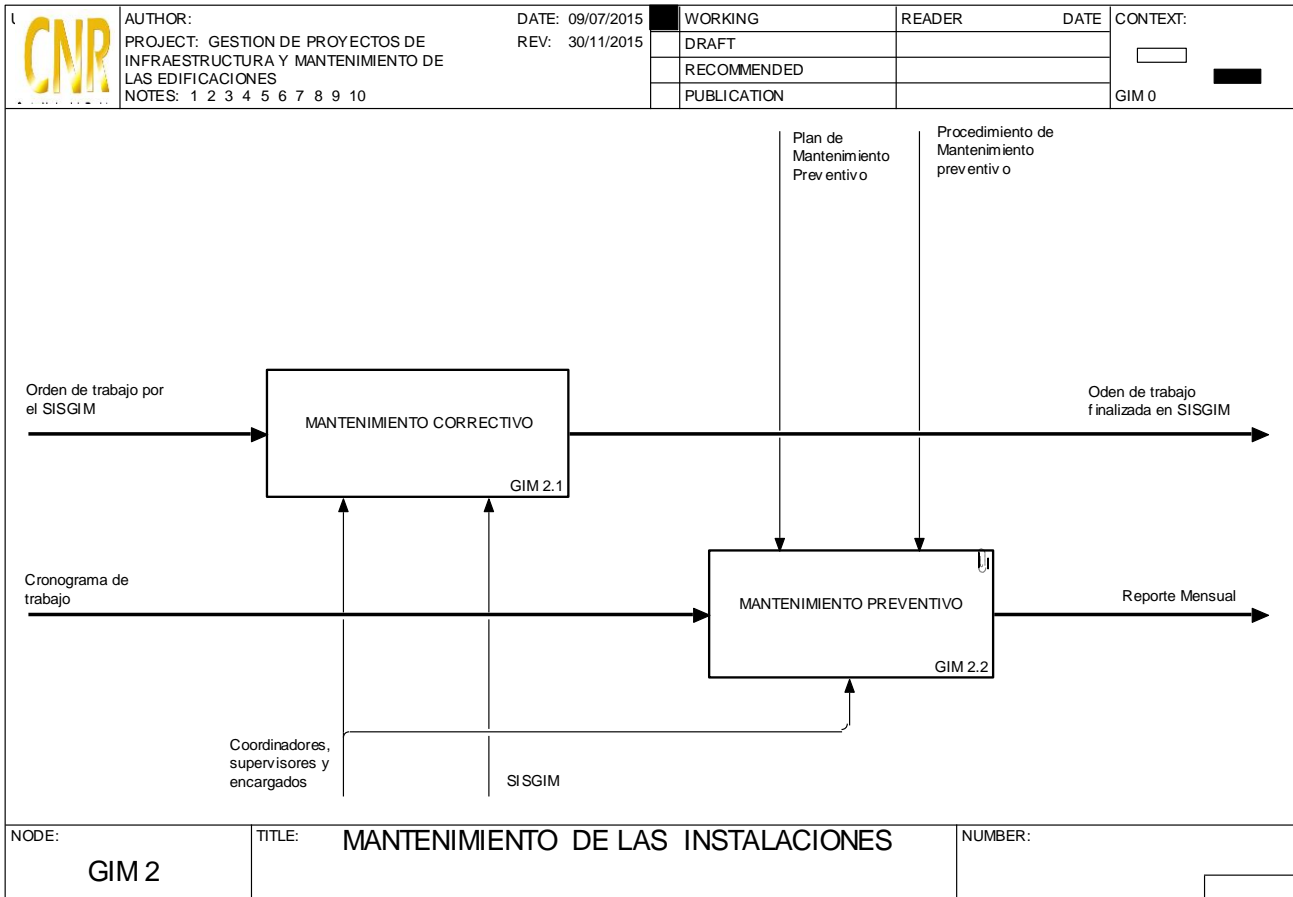 CNR
AUTHOR:
DATE: 09/07/2015
PROJECT: GESTION DE PROYECTOS DE
INFRAESTRUCTURA Y MANTENIMIENTO DE
LAS EDIFICACIONES
REV: 30/11/2015
NOTES: 1 2 3 4 5 6 7 8 9 10
WORKING
DRAFT
RECOMMENDED
PUBLICATION
READER DATE
CONTEXT:
GIM 0
Plan de
Mantenimiento
Preventivo
Procedimiento de
Mantenimiento
preventivo
Orden de trabajo por
el SISGIM
MANTENIMIENTO CORRECTIVO
GIM 2.1
Oden de trabajo
finalizada en SISGIM
Cronograma de
trabajo
MANTENIMIENTO PREVENTIVO
GIM 2.2
Reporte Mensual
Coordinadores,
supervisores y
encargados
SISGIM
NODE:
GIM 2
TITLE:
MANTENIMIENTO DE LAS INSTALACIONES
NUMBER: